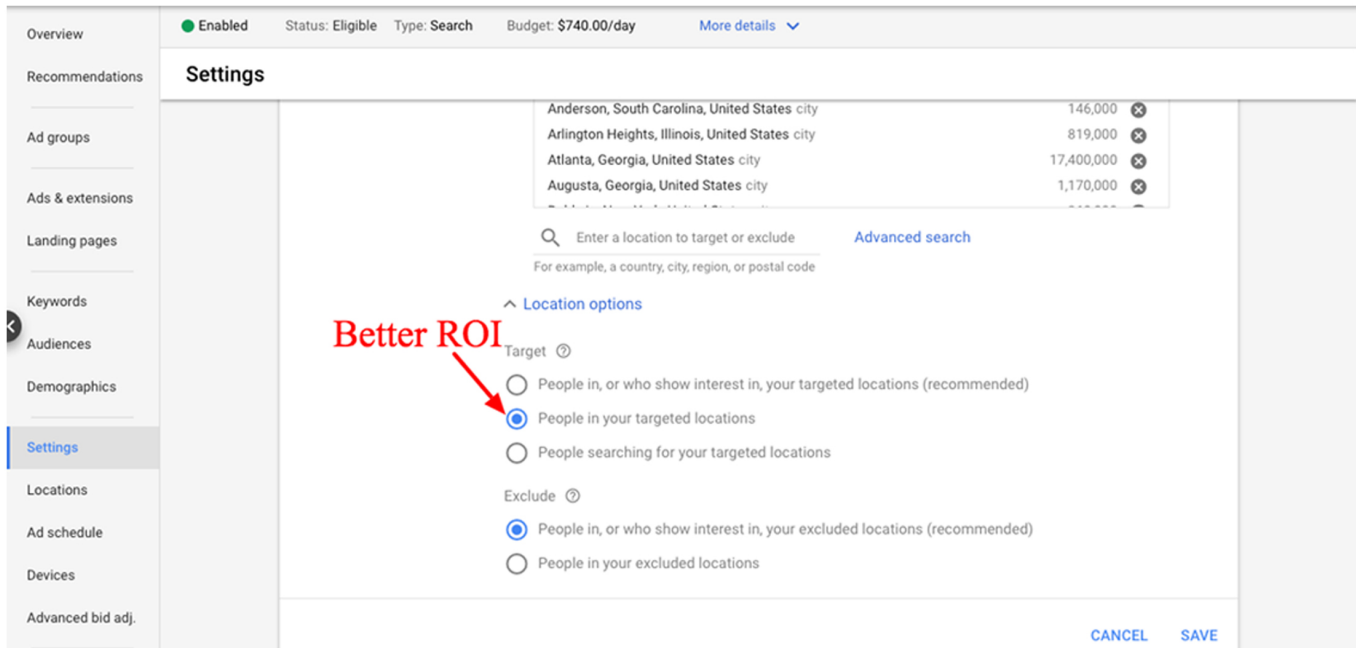 Overview
Recommendations
Ad groups
Ads & extensions
Landing pages
Keywords
Audiences
Demographics
Settings
Locations
Ad schedule
Devices
Advanced bid adj.
Enabled Status: Eligible Type: Search Budget: $740.00/day More details
Settings
Anderson, South Carolina, United States city 146,000
Arlington Heights, Illinois, United States city 819,000
Atlanta, Georgia, United States city 17,400,000
Augusta, Georgia, United States city 1,170,000
Enter a location to target or exclude Advanced search
For example, a country, city, region, or postal code
Location options
Better ROI
Target
People in, or who show interest in, your targeted locations (recommended)
People in your targeted locations
People searching for your targeted locations
Exclude
People in, or who show interest in, your excluded locations (recommended)
People in your excluded locations
CANCEL SAVE